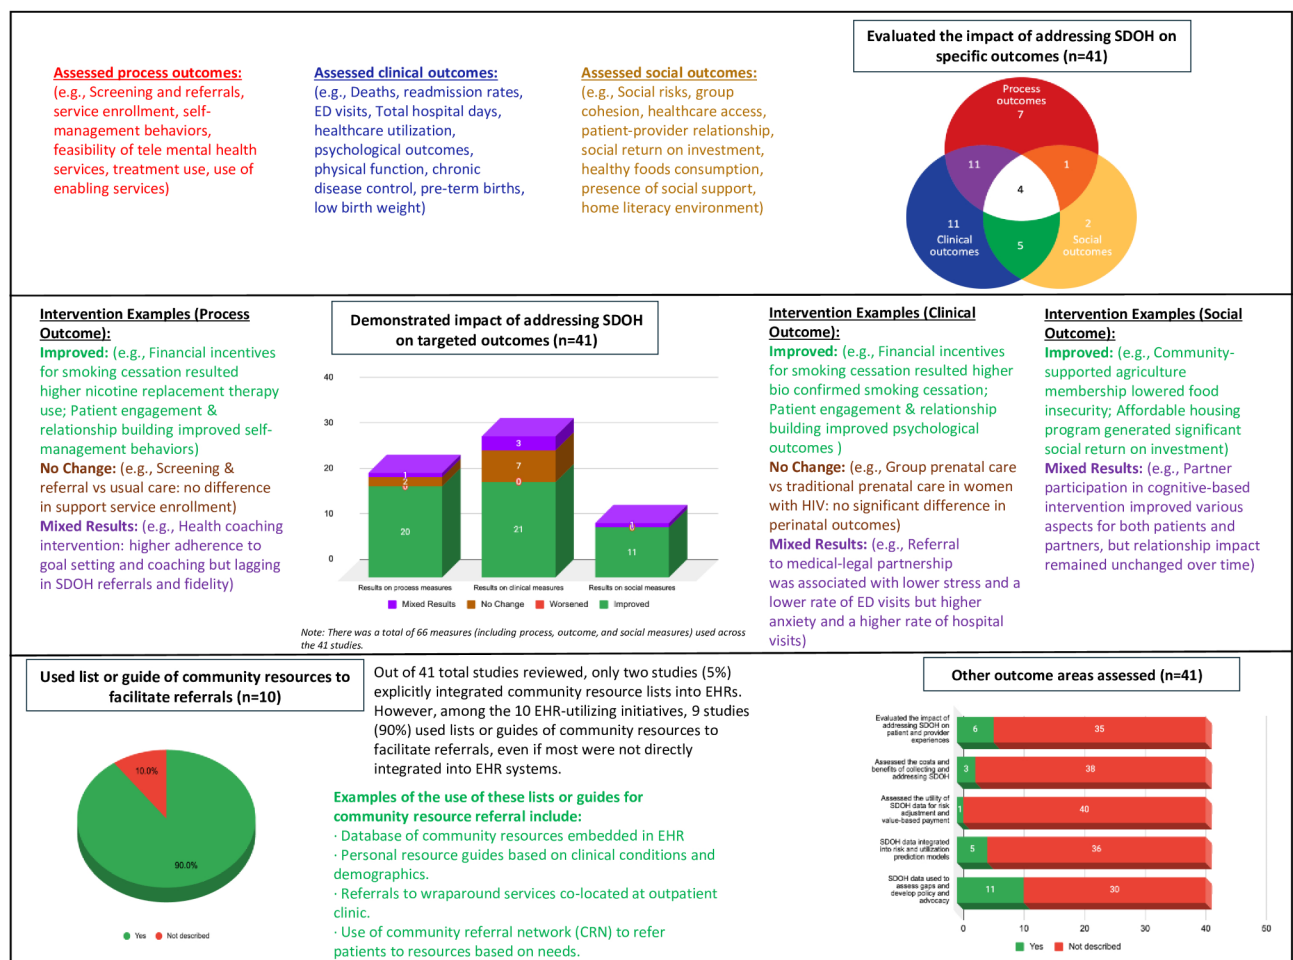 Evaluated the impact of addressing SDOH on
specific outcomes (n=41)
Assessed process outcomes:
(e.g., Screening and referrals,
service enrollment, self-
management behaviors,
feasibility of tele mental health
services, treatment use, use of
enabling services)
Assessed clinical outcomes:
(e.g., Deaths, readmission rates,
ED visits, Total hospital days,
healthcare utilization,
psychological outcomes,
physical function, chronic
disease control, pre-term births,
low birth weight)
Assessed social outcomes:
(e.g., Social risks, group
cohesion, healthcare access,
patient-provider relationship,
social return on investment,
healthy foods consumption,
presence of social support,
home literacy environment)
Process
outcomes
7
11
1
4
11
Clinical
outcomes
2
Social
outcomes
5
Intervention Examples (Process
Outcome):
Improved: (e.g., Financial incentives
for smoking cessation resulted
higher nicotine replacement therapy
use; Patient engagement &
relationship building improved self-
management behaviors)
No Change: (e.g., Screening &
referral vs usual care: no difference
in support service enrollment)
Mixed Results: (e.g., Health coaching
intervention: higher adherence to
goal setting and coaching but lagging
in SDOH referrals and fidelity)
Demonstrated impact of addressing SDOH
on targeted outcomes (n=41)
40
30
20
10
0
1
2
20
3
7
0
21
11
Results on process measures
Results on clinical measures
Results on social measures
Mixed Results
No Change
Worsened
Improved
Note: There was a total of 66 measures (including process, outcome, and social measures) used across
the 41 studies.
Intervention Examples (Clinical
Outcome):
Improved: (e.g., Financial incentives
for smoking cessation resulted higher
bio confirmed smoking cessation;
Patient engagement & relationship
building improved psychological
outcomes )
No Change: (e.g., Group prenatal care
vs traditional prenatal care in women
with HIV: no significant difference in
perinatal outcomes)
Mixed Results: (e.g., Referral
to medical-legal partnership
was associated with lower stress and a
lower rate of ED visits but higher
anxiety and a higher rate of hospital
visits)
Intervention Examples (Social
Outcome):
Improved: (e.g., Community-
supported agriculture
membership lowered food
insecurity; Affordable housing
program generated significant
social return on investment)
Mixed Results: (e.g., Partner
participation in cognitive-based
intervention improved various
aspects for both patients and
partners, but relationship impact
remained unchanged over time)
Used list or guide of community resources to
facilitate referrals (n=10)
10.0%
90.0%
Yes
Not described
Out of 41 total studies reviewed, only two studies (5%)
explicitly integrated community resource lists into EHRs.
However, among the 10 EHR-utilizing initiatives, 9 studies
(90%) used lists or guides of community resources to
facilitate referrals, even if most were not directly
integrated into EHR systems.
Examples of the use of these lists or guides for
community resource referral include:
· Database of community resources embedded in EHR
· Personal resource guides based on clinical conditions and
demographics.
· Referrals to wraparound services co-located at outpatient
clinic.
· Use of community referral network (CRN) to refer
patients to resources based on needs.
Other outcome areas assessed (n=41)
Evaluated the impact of
addressing SDOH on
patient and provider
experiences
6
35
Assessed the costs and
benefits of collecting and
addressing SDOH
3
38
Assessed the utility of
SDOH data for risk
adjustment and
value-based payment
1
40
SDOH data integrated
into risk and utilization
prediction models
5
36
SDOH data used to
assess gaps and
develop policy and
advocacy
11
30
0
10
20
30
40
50
Yes
Not described